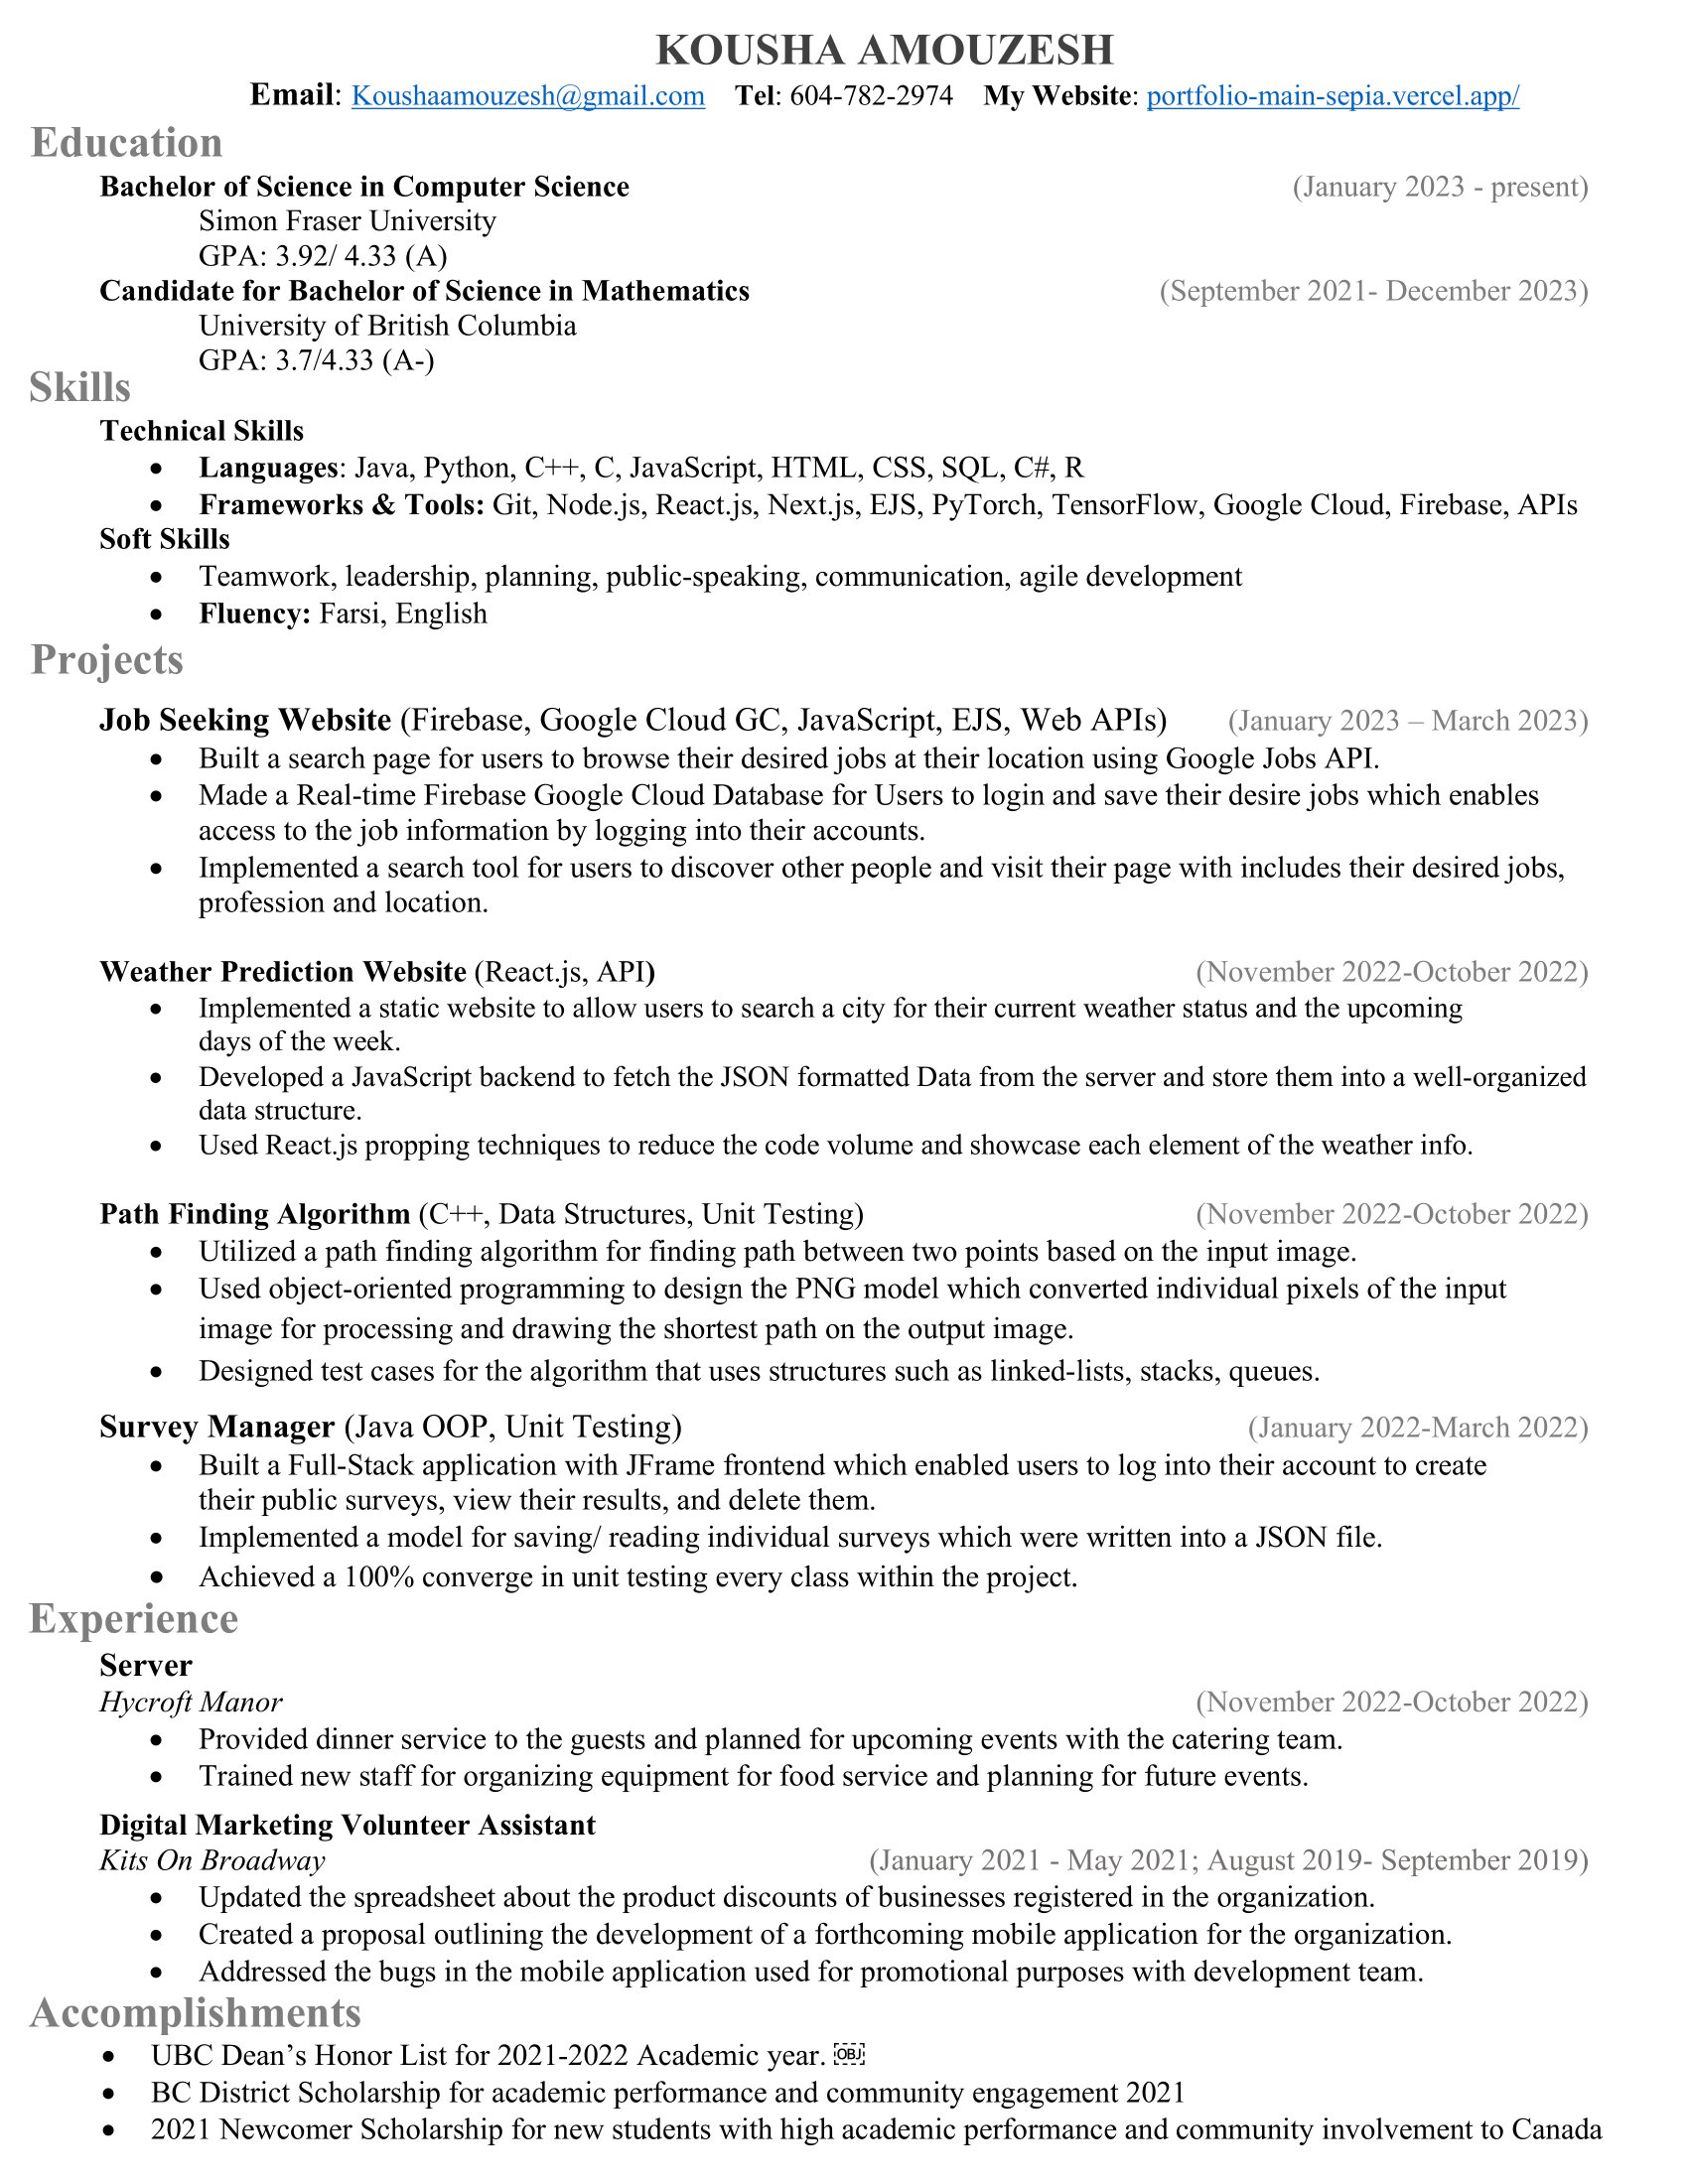 KOUSHA AMOUZESH
Email: Koushaamouzesh@gmail.com Tel: 604-782-2974 My Website: portfolio-main-sepia.vercel.app/
Education
Bachelor of Science in Computer Science (January 2023 - present)
Simon Fraser University
GPA: 3.92/ 4.33 (A)
Candidate for Bachelor of Science in Mathematics (September 2021- December 2023)
University of British Columbia
GPA: 3.7/4.33 (A-)
Skills
Technical Skills
• Languages: Java, Python, C++, C, JavaScript, HTML, CSS, SQL, C#, R
• Frameworks & Tools: Git, Node.js, React.js, Next.js, EJS, PyTorch, TensorFlow, Google Cloud, Firebase, APIs
Soft Skills
• Teamwork, leadership, planning, public-speaking, communication, agile development
• Fluency: Farsi, English
Projects
Job Seeking Website (Firebase, Google Cloud GC, JavaScript, EJS, Web APIs) (January 2023 – March 2023)
• Built a search page for users to browse their desired jobs at their location using Google Jobs API.
• Made a Real-time Firebase Google Cloud Database for Users to login and save their desire jobs which enables
access to the job information by logging into their accounts.
• Implemented a search tool for users to discover other people and visit their page with includes their desired jobs,
profession and location.
Weather Prediction Website (React.js, API) (November 2022-October 2022)
• Implemented a static website to allow users to search a city for their current weather status and the upcoming
days of the week.
• Developed a JavaScript backend to fetch the JSON formatted Data from the server and store them into a well-organized
data structure.
• Used React.js propping techniques to reduce the code volume and showcase each element of the weather info.
Path Finding Algorithm (C++, Data Structures, Unit Testing) (November 2022-October 2022)
• Utilized a path finding algorithm for finding path between two points based on the input image.
• Used object-oriented programming to design the PNG model which converted individual pixels of the input
image for processing and drawing the shortest path on the output image.
• Designed test cases for the algorithm that uses structures such as linked-lists, stacks, queues.
Survey Manager (Java OOP, Unit Testing) (January 2022-March 2022)
• Built a Full-Stack application with JFrame frontend which enabled users to log into their account to create
their public surveys, view their results, and delete them.
• Implemented a model for saving/ reading individual surveys which were written into a JSON file.
• Achieved a 100% converge in unit testing every class within the project.
Experience
Server
Hycroft Manor (November 2022-October 2022)
• Provided dinner service to the guests and planned for upcoming events with the catering team.
• Trained new staff for organizing equipment for food service and planning for future events.
Digital Marketing Volunteer Assistant
Kits On Broadway (January 2021 - May 2021; August 2019- September 2019)
• Updated the spreadsheet about the product discounts of businesses registered in the organization.
• Created a proposal outlining the development of a forthcoming mobile application for the organization.
• Addressed the bugs in the mobile application used for promotional purposes with development team.
Accomplishments
• UBC Dean’s Honor List for 2021-2022 Academic year. OBJ
• BC District Scholarship for academic performance and community engagement 2021
• 2021 Newcomer Scholarship for new students with high academic performance and community involvement to Canada